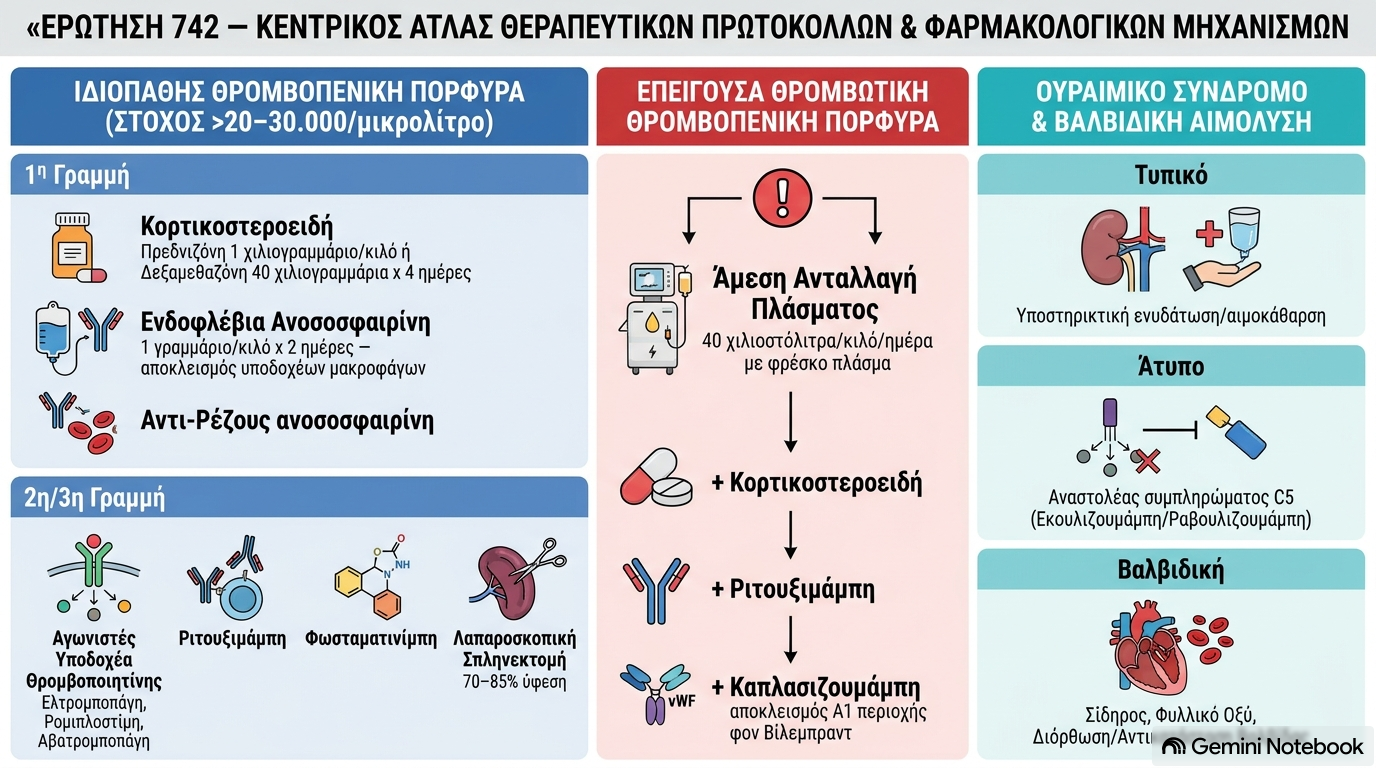 «ΕΡΩΤΗΣΗ 742 — ΚΕΝΤΡΙΚΟΣ ΑΤΛΑΣ ΘΕΡΑΠΕΥΤΙΚΩΝ ΠΡΩΤΟΚΟΛΛΩΝ & ΦΑΡΜΑΚΟΛΟΓΙΚΩΝ ΜΗΧΑΝΙΣΜΩΝ
ΙΔΙΟΠΑΘΗΣ ΘΡΟΜΒΟΠΕΝΙΚΗ ΠΟΡΦΥΡΑ
(ΣΤΟΧΟΣ >20–30.000/μικρολίτρο)
1η Γραμμή
Κορτικοστεροειδή
Πρεδνιζόνη 1 χιλιογραμμάριο/κιλό ή
Δεξαμεθαζόνη 40 χιλιογραμμάρια x 4 ημέρες
Ενδοφλέβια Ανοσοσφαιρίνη
1 γραμμάριο/κιλό x 2 ημέρες —
αποκλεισμός υποδοχέων μακροφάγων
Αντι-Ρέζους ανοσοσφαιρίνη
2η/3η Γραμμή
Αγωνιστές
Υποδοχέα
Θρομβοποιητίνης
Ελτρομποπάγη,
Ρομιπλοστίμη,
Αβατρομποπάγη
Ριτουξιμάμπη
O
O
N
NH
Φωσταματινίμπη
Λαπαροσκοπική
Σπληνεκτομή
70–85% ύφεση
ΕΠΕΙΓΟΥΣΑ ΘΡΟΜΒΩΤΙΚΗ
ΘΡΟΜΒΟΠΕΝΙΚΗ ΠΟΡΦΥΡΑ
Άμεση Ανταλλαγή
Πλάσματος
40 χιλιοστόλιτρα/κιλό/ημέρα
με φρέσκο πλάσμα
+ Κορτικοστεροειδή
+ Ριτουξιμάμπη
vWF
+ Καπλασιζουμάμπη
αποκλεισμός A1 περιοχής
φον Βίλεμπραντ
ΟΥΡΑΙΜΙΚΟ ΣΥΝΔΡΟΜΟ
& ΒΑΛΒΙΔΙΚΗ ΑΙΜΟΛΥΣΗ
Τυπικό
Υποστηρικτική ενυδάτωση/αιμοκάθαρση
Άτυπο
Αναστολέας συμπληρώματος C5
(Εκουλιζουμάμπη/Ραβουλιζουμάμπη)
Βαλβιδική
Σίδηρος, Φυλλικό Οξύ,
Διόρθωση/Αντι
Gemini Notebook